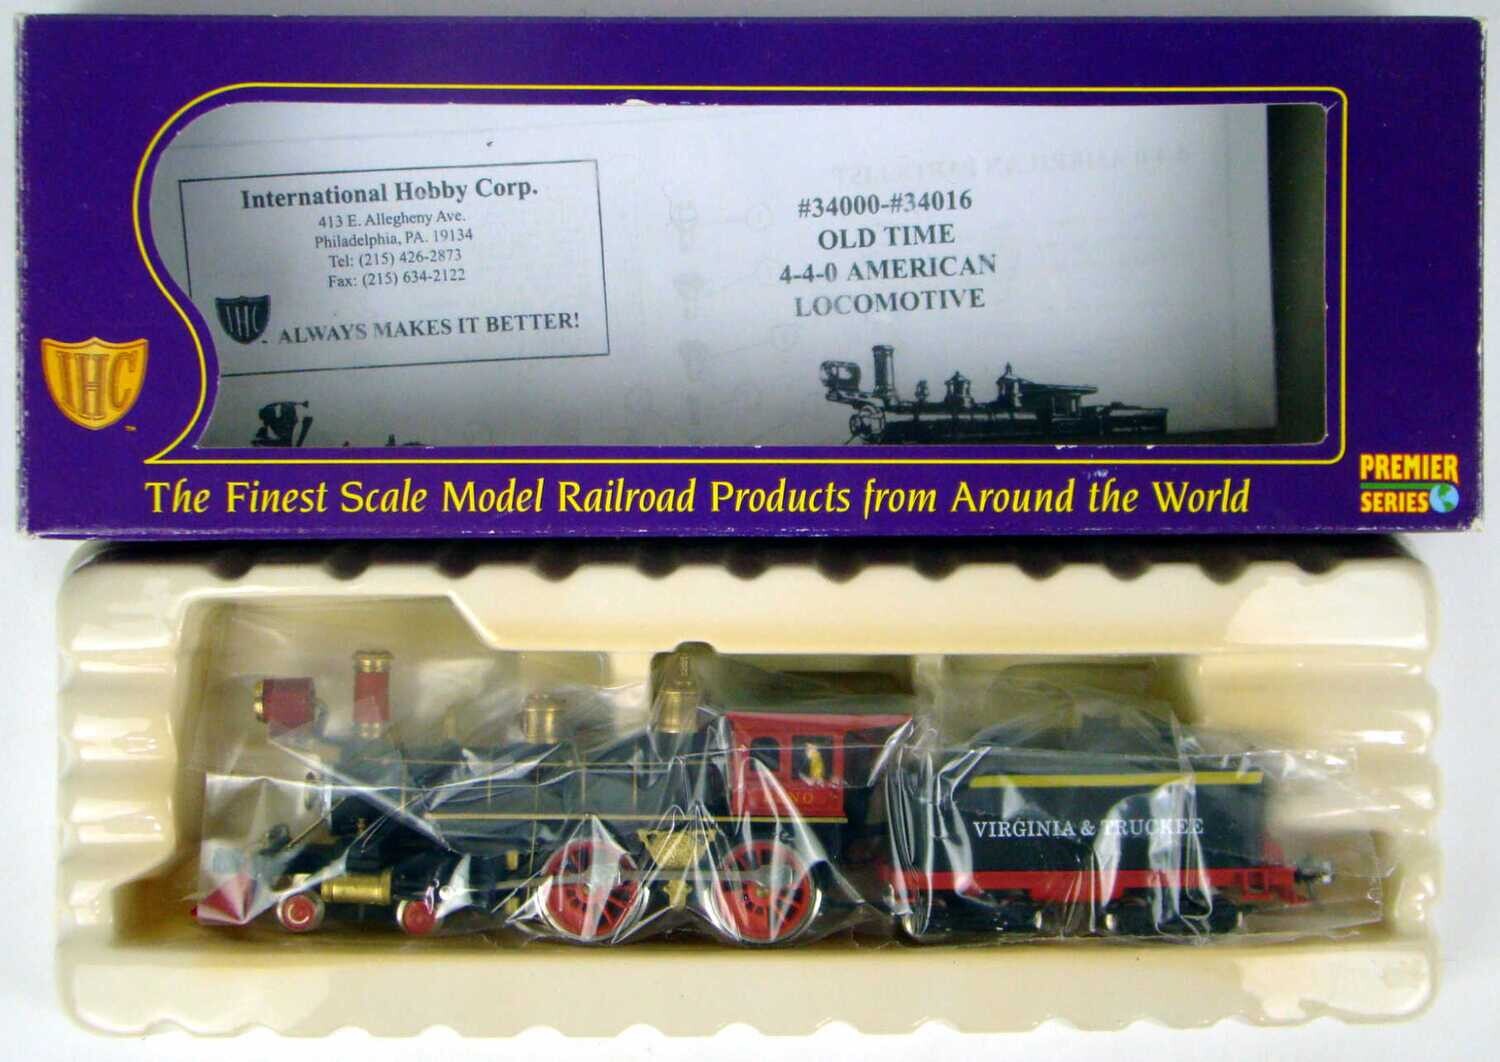 International Hobby Corp.
413 E. Allegheny Ave.
Philadelphia, PA. 19134
Tel: (215) 426-2873
Fax: (215) 634-2122
IHC
ALWAYS MAKES IT BETTER!
#34000-#34016
OLD TIME
4-4-0 AMERICAN
LOCOMOTIVE
IHC
The Finest Scale Model Railroad Products from Around the World
PREMIER
SERIES
VIRGINIA & TRUCKEE